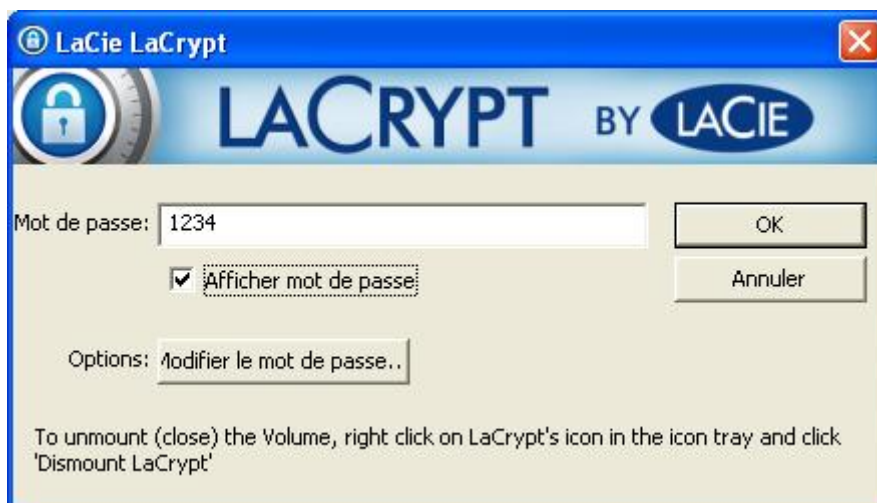 LaCie LaCrypt
LACRYPT BY LACIE
Mot de passe: 1234
OK
Afficher mot de passe
Annuler
Options: Modifier le mot de passe..
To unmount (close) the Volume, right click on LaCrypt's icon in the icon tray and click
'Dismount LaCrypt'